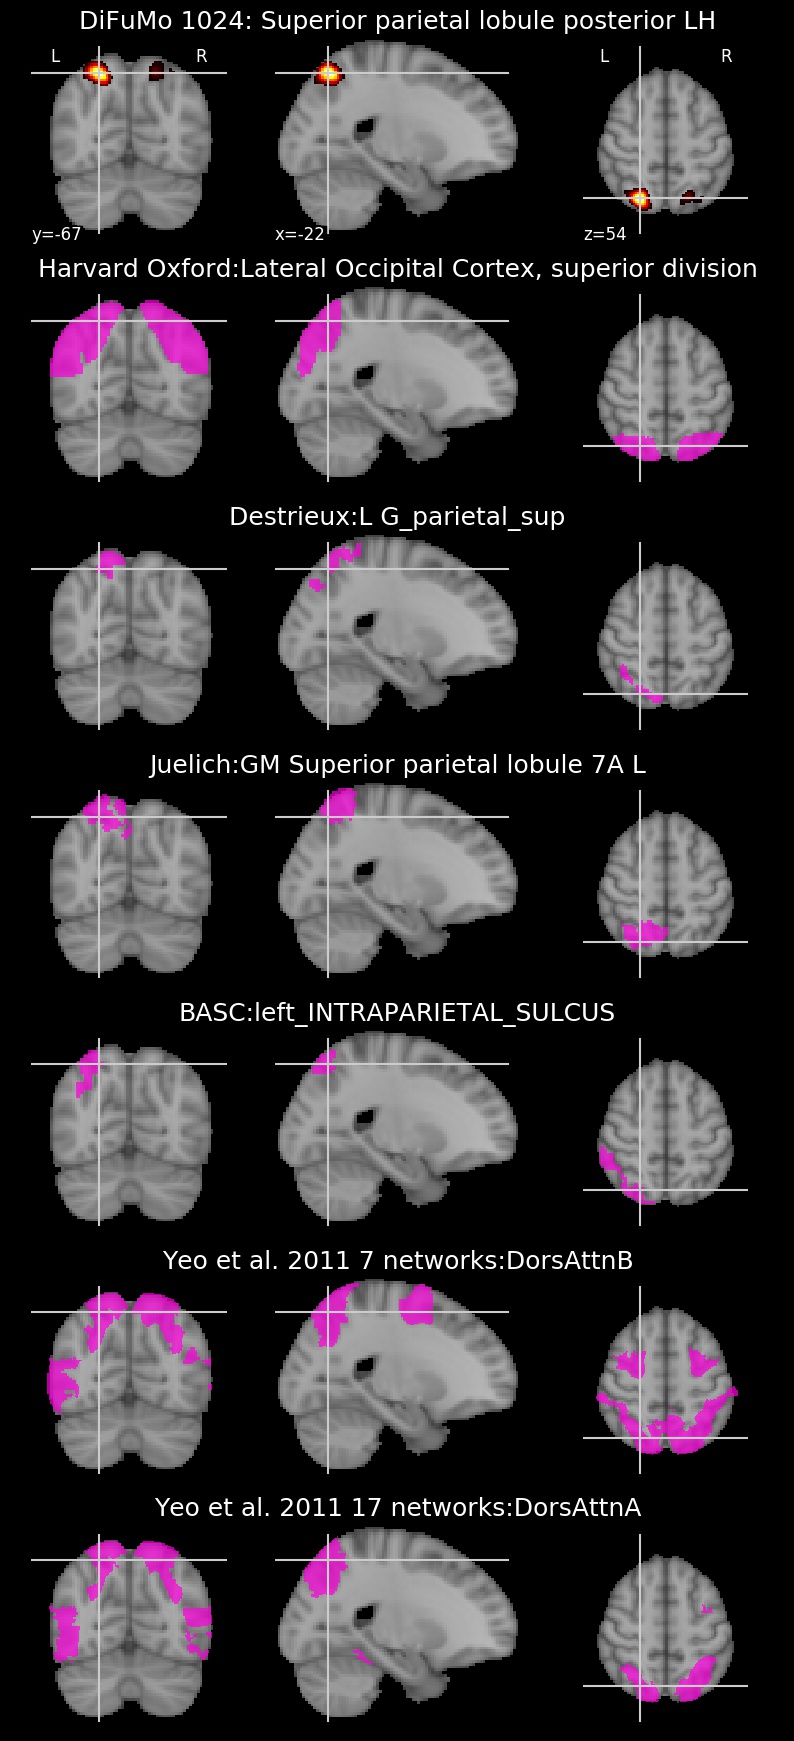 DiFuMo 1024: Superior parietal lobule posterior LH
L R L R
y=-67 x=-22 z=54
Harvard Oxford:Lateral Occipital Cortex, superior division
Destrieux:L G_parietal_sup
Juelich:GM Superior parietal lobule 7A L
BASC:left_INTRAPARIETAL_SULCUS
Yeo et al. 2011 7 networks:DorsAttnB
Yeo et al. 2011 17 networks:DorsAttnA